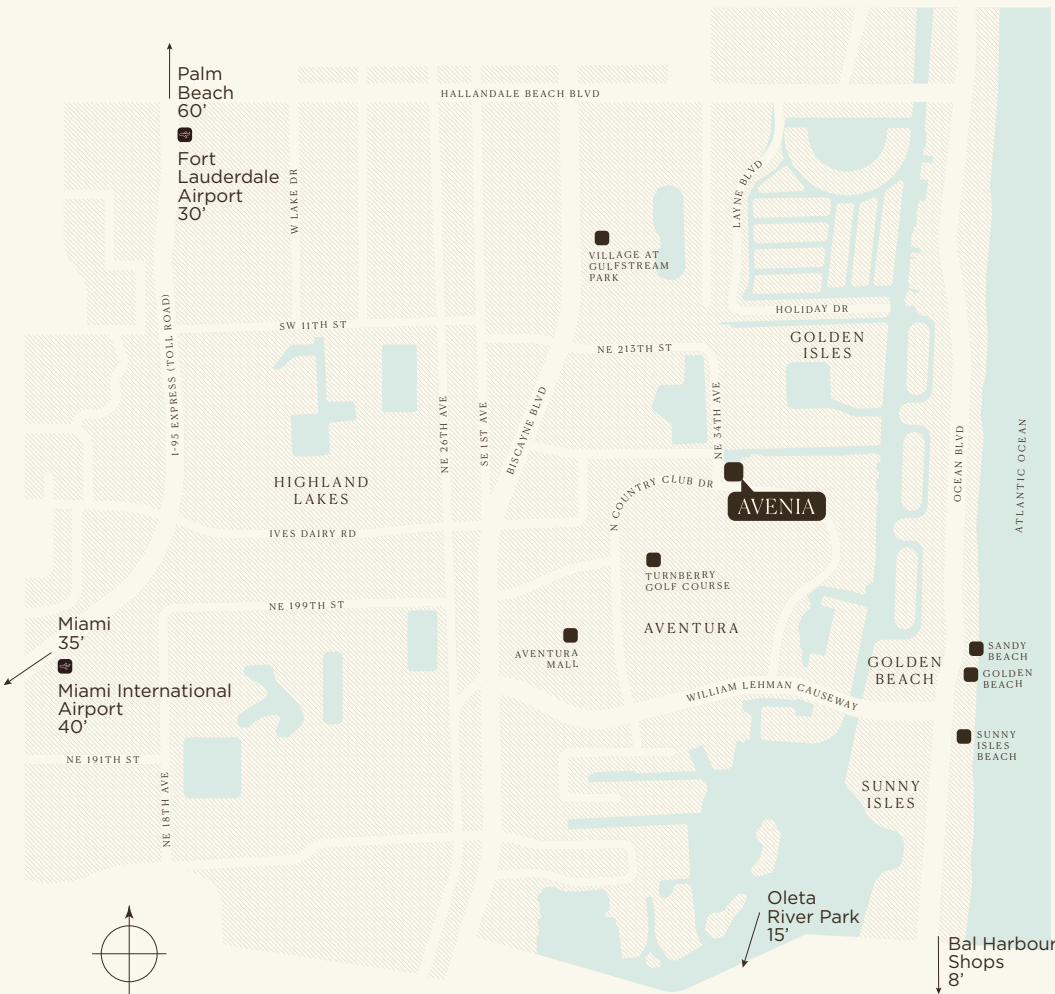 Palm
Beach
60’
HALLANDALE BEACH BLVD
Fort
Lauderdale
Airport
30’
W LAKE DR
LAYNE BLVD
VILLAGE AT
GULFSTREAM
PARK
HOLIDAY DR
GOLDEN
ISLES
SW 11TH ST
NE 213TH ST
I-95 EXPRESS (TOLL ROAD)
NE 26TH AVE
SE 1ST AVE
BISCAYNE BLVD
NE 34TH AVE
OCEAN BLVD
ATLANTIC OCEAN
HIGHLAND
LAKES
N COUNTRY CLUB DR
AVENIA
IVES DAIRY RD
TURNBERRY
GOLF COURSE
NE 199TH ST
AVENTURA
Miami
35’
AVENTURA
MALL
SANDY
BEACH
GOLDEN
BEACH
GOLDEN
BEACH
Miami International
Airport
40’
WILLIAM LEHMAN CAUSEWAY
SUNNY
ISLES
BEACH
NE 191TH ST
NE 18TH AVE
SUNNY
ISLES
Oleta
River Park
15’
Bal Harbour
Shops
8’